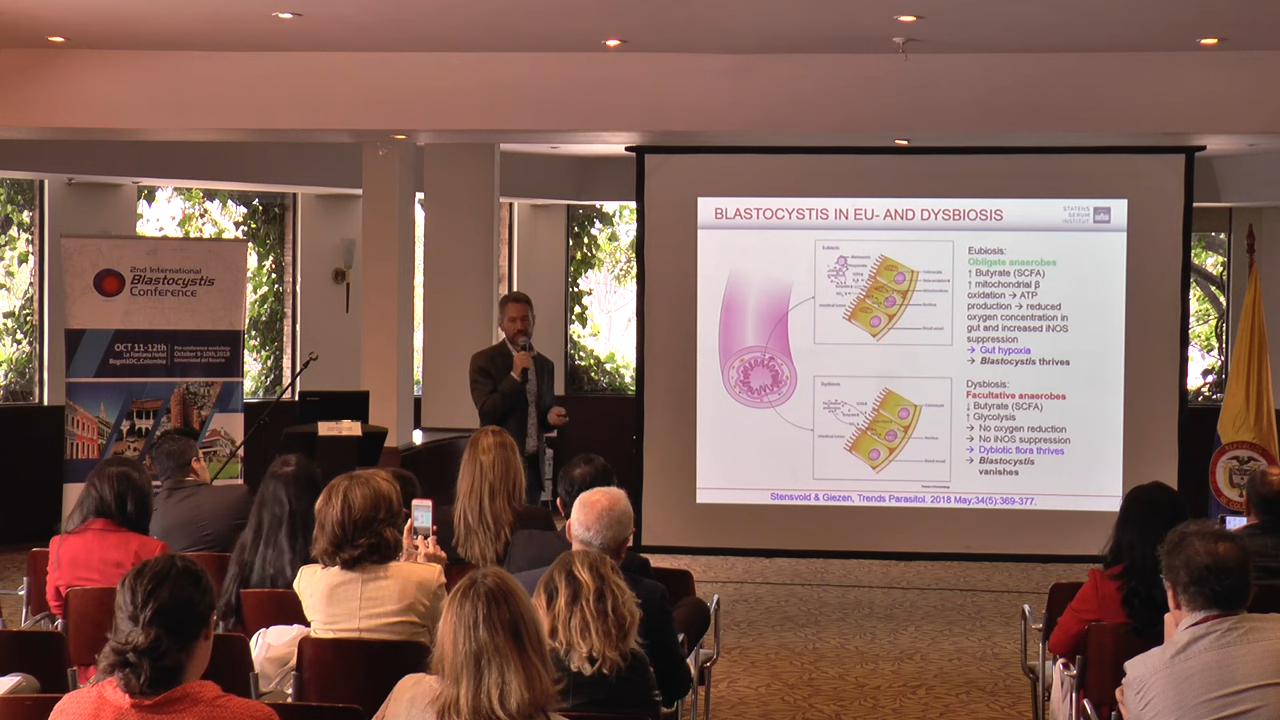 2nd International
Blastocystis
Conference
OCT 11-12th
La Fontana Hotel
Bogotá DC, Colombia
Pre-conference workshop
October 9-10th, 2018
Universidad del Rosario
BLASTOCYSTIS IN EU- AND DYSBIOSIS
STATENS
SERUM
INSTITUT
Eubiosis
Eubiosis:
Obligate anaerobes
↑ Butyrate (SCFA)
↑ mitochondrial β
oxidation → ATP
production → reduced
oxygen concentration in
gut and increased iNOS
suppression
→ Gut hypoxia
→ Blastocystis thrives
Dysbiosis
Dysbiosis:
Facultative anaerobes
↓ Butyrate (SCFA)
↑ Glycolysis
→ No oxygen reduction
→ No iNOS suppression
→ Dybiotic flora thrives
→ Blastocystis
vanishes
Stensvold & Giezen, Trends Parasitol. 2018 May;34(5):369-377.
REPUBLICA